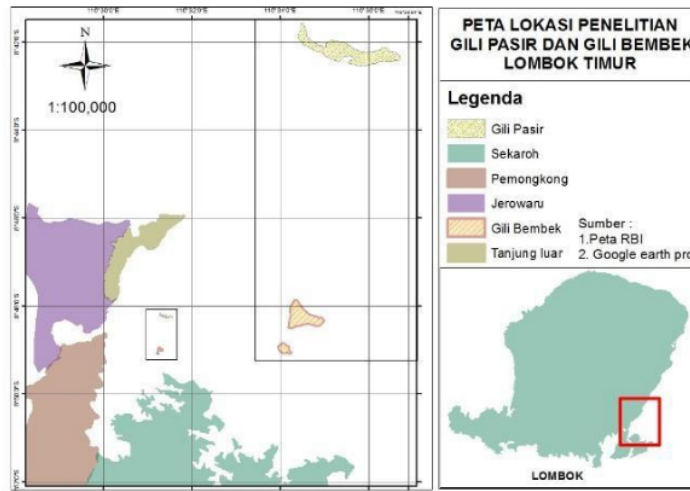 PETA LOKASI PENELITIAN
GILI PASIR DAN GILI BEMBEK
LOMBOK TIMUR
N
1:100,000
Legenda
Gili Pasir
Sekaroh
Pemongkong
Jerowaru
Gili Bembek
Tanjung luar
Sumber :
1.Peta RBI
2. Google earth pro
LOMBOK